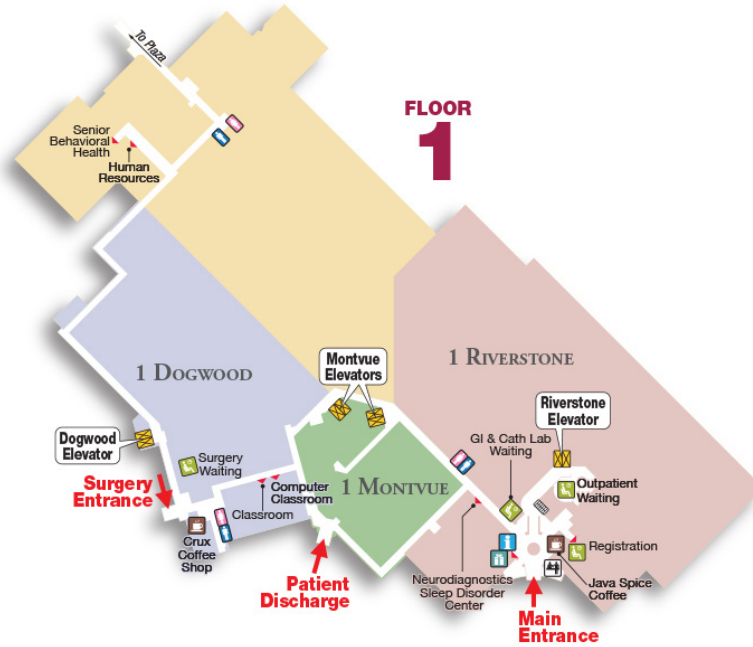 To Plaza
FLOOR
1
Senior
Behavioral
Health
Human
Resources
1 RIVERSTONE
1 DOGWOOD
Montvue
Elevators
Riverstone
Elevator
Dogwood
Elevator
GI & Cath Lab
Waiting
Surgery
Waiting
Surgery
Entrance
Computer
Classroom
Classroom
1 MONTVUE
Outpatient
Waiting
Crux
Coffee
Shop
Registration
Patient
Discharge
Neurodiagnostics
Sleep Disorder
Center
Java Spice
Coffee
Main
Entrance